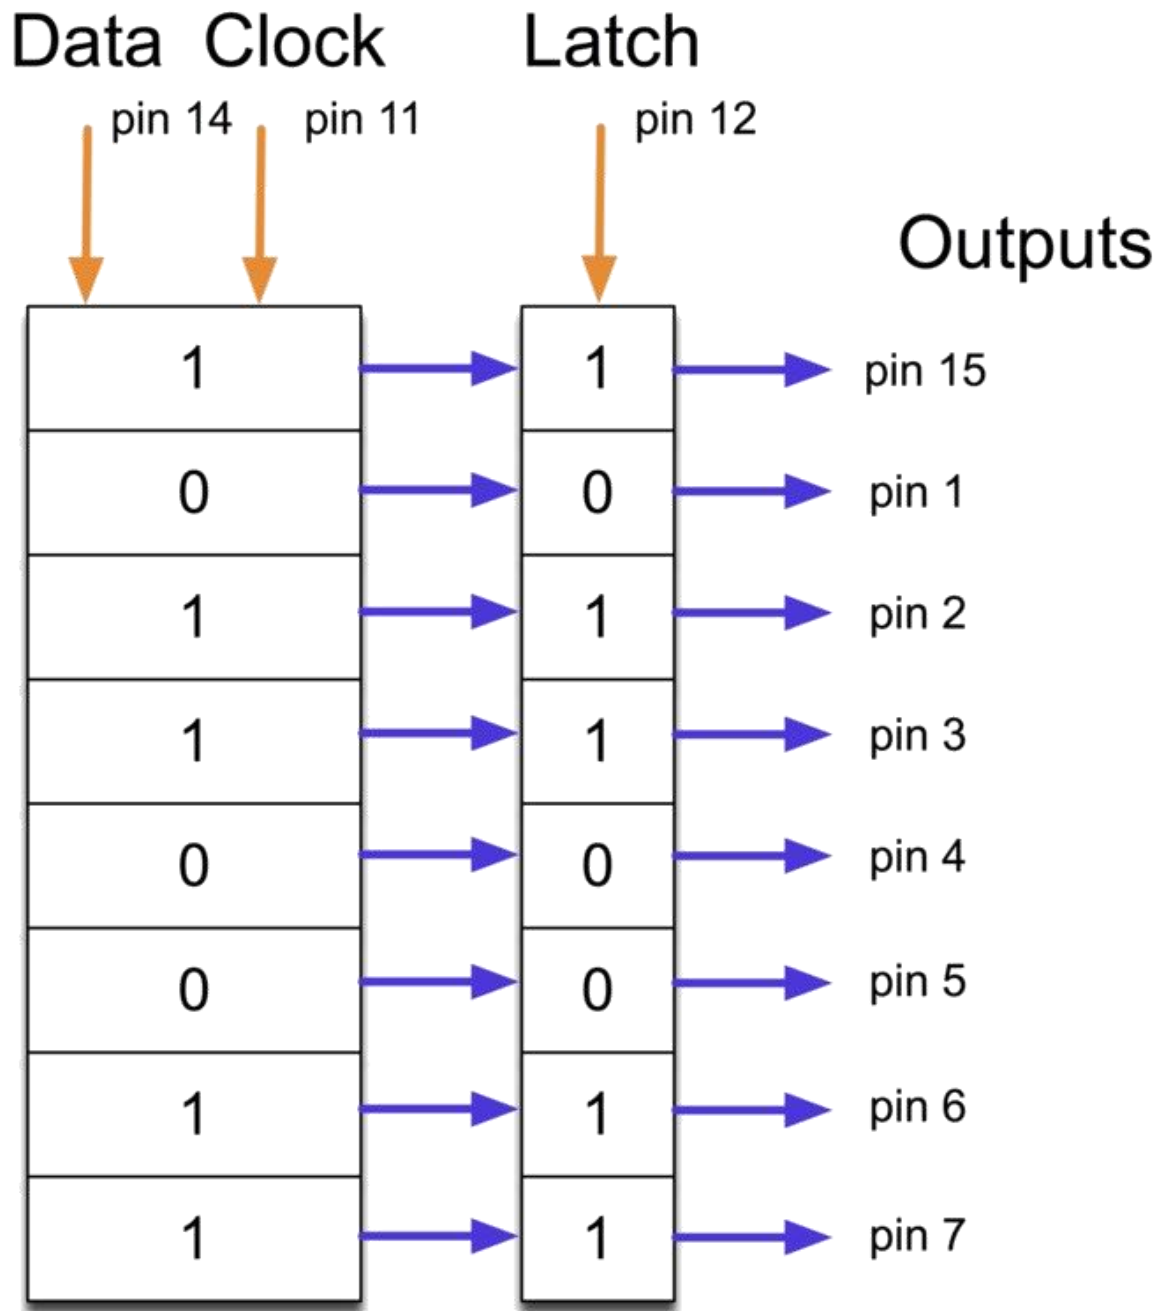 Data Clock Latch
pin 14 pin 11 pin 12
Outputs
1 1 pin 15
0 0 pin 1
1 1 pin 2
1 1 pin 3
0 0 pin 4
0 0 pin 5
1 1 pin 6
1 1 pin 7